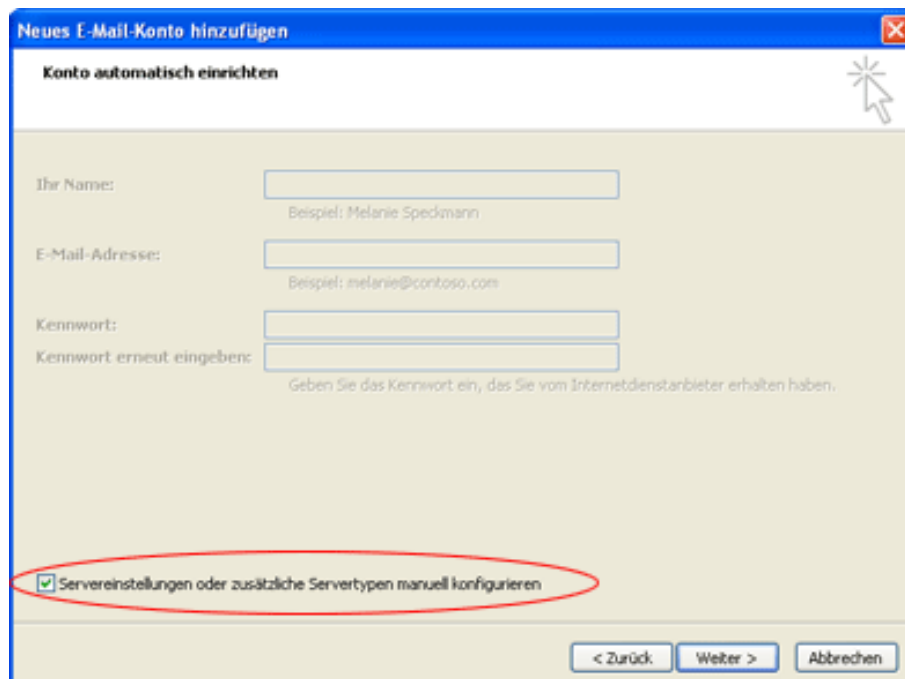 Neues E-Mail-Konto hinzufügen
Konto automatisch einrichten
Ihr Name:
Beispiel: Melanie Speckmann
E-Mail-Adresse:
Beispiel: melanie@contoso.com
Kennwort:
Kennwort erneut eingeben:
Geben Sie das Kennwort ein, das Sie vom Internetdienstanbieter erhalten haben.
Servereinstellungen oder zusätzliche Servertypen manuell konfigurieren
< Zurück Weiter > Abbrechen